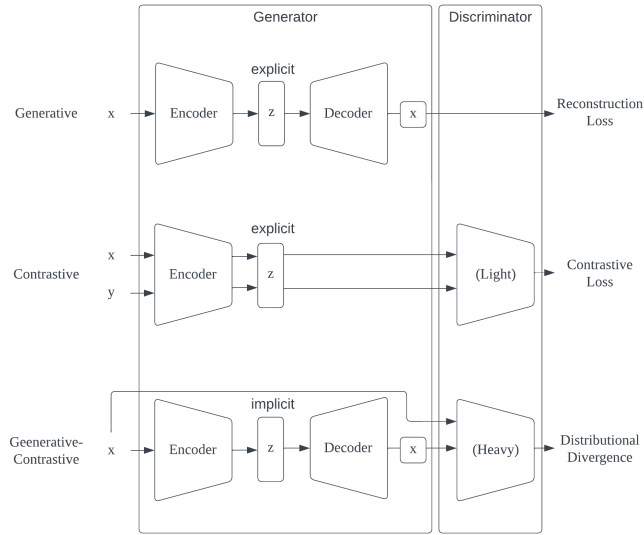 Generator
Discriminator
explicit
Generative
x
Encoder
z
Decoder
x
Reconstruction
Loss
explicit
x
Contrastive
y
Encoder
z
(Light)
Contrastive
Loss
implicit
Geenerative-
Contrastive
x
Encoder
z
Decoder
x
(Heavy)
Distributional
Divergence